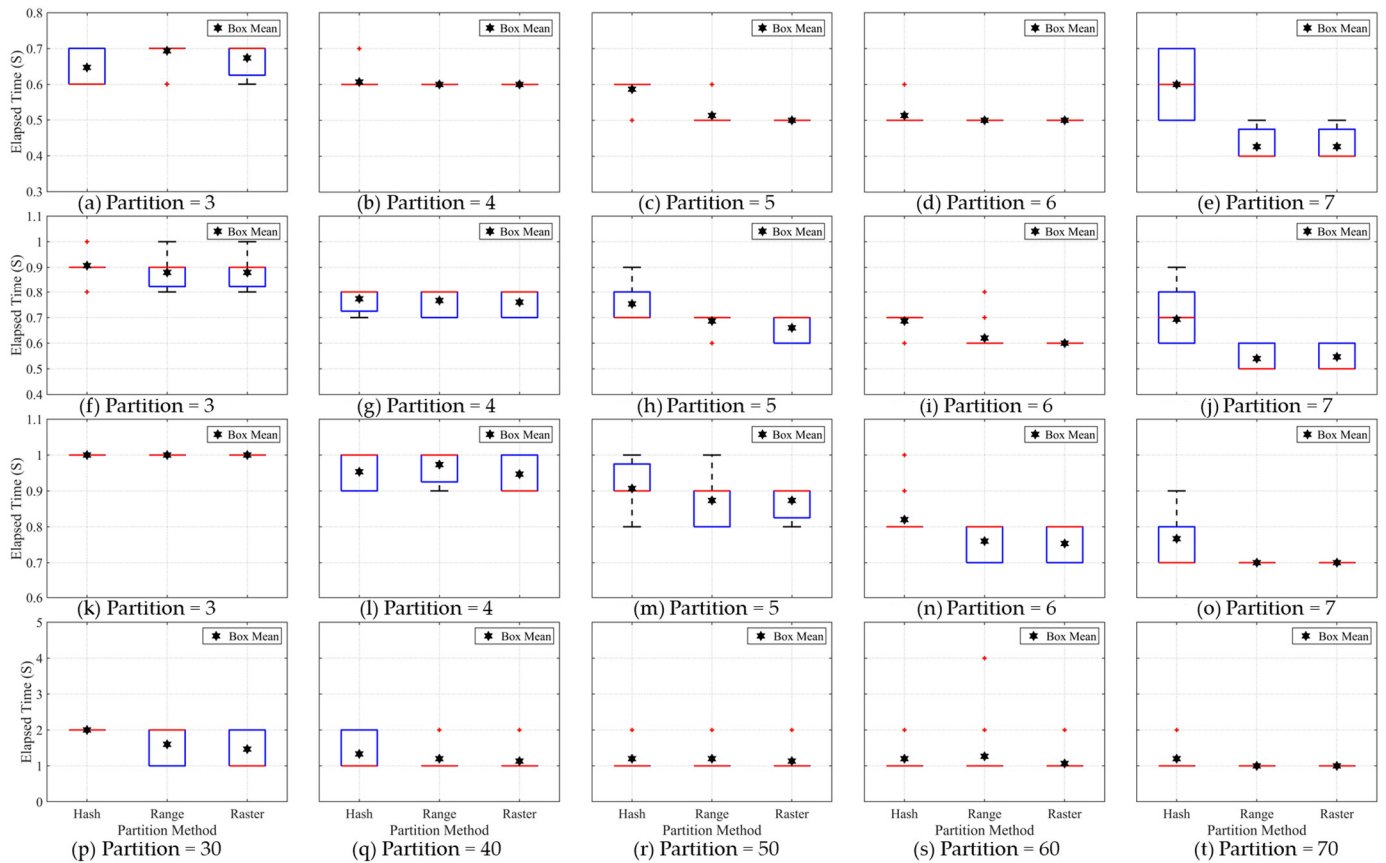 0.8
0.7
0.6
0.5
0.4
0.3
Elapsed Time (S)
Box Mean
Box Mean
Box Mean
Box Mean
Box Mean
(a) Partition = 3
(b) Partition = 4
(c) Partition = 5
(d) Partition = 6
(e) Partition = 7
1.1
1
0.9
0.8
0.7
0.6
0.5
0.4
Elapsed Time (S)
Box Mean
Box Mean
Box Mean
Box Mean
Box Mean
(f) Partition = 3
(g) Partition = 4
(h) Partition = 5
(i) Partition = 6
(j) Partition = 7
1.1
1
0.9
0.8
0.7
0.6
Elapsed Time (S)
Box Mean
Box Mean
Box Mean
Box Mean
Box Mean
(k) Partition = 3
(l) Partition = 4
(m) Partition = 5
(n) Partition = 6
(o) Partition = 7
5
4
3
2
1
0
Elapsed Time (S)
Box Mean
Box Mean
Box Mean
Box Mean
Box Mean
Hash Range Raster
Partition Method
(p) Partition = 30
Hash Range Raster
Partition Method
(q) Partition = 40
Hash Range Raster
Partition Method
(r) Partition = 50
Hash Range Raster
Partition Method
(s) Partition = 60
Hash Range Raster
Partition Method
(t) Partition = 70